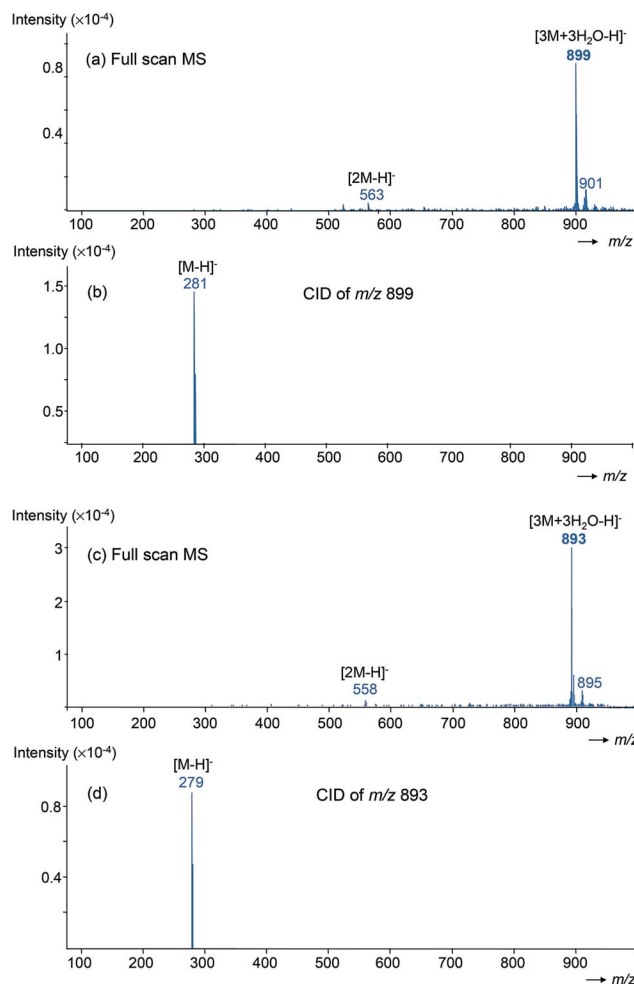 Intensity (×10⁻⁴)
[3M+3H₂O-H]⁻
(a) Full scan MS
899
0.8
0.4
[2M-H]⁻
563
901
100 200 300 400 500 600 700 800 900
→ m/z
Intensity (×10⁻⁴)
[M-H]⁻
281
(b)
CID of m/z 899
1.5
1.0
0.5
100 200 300 400 500 600 700 800 900
→ m/z
Intensity (×10⁻⁴)
[3M+3H₂O-H]⁻
893
(c) Full scan MS
3
2
1
[2M-H]⁻
558
895
100 200 300 400 500 600 700 800 900
→ m/z
Intensity (×10⁻⁴)
[M-H]⁻
279
(d)
CID of m/z 893
0.8
0.4
100 200 300 400 500 600 700 800 900
→ m/z